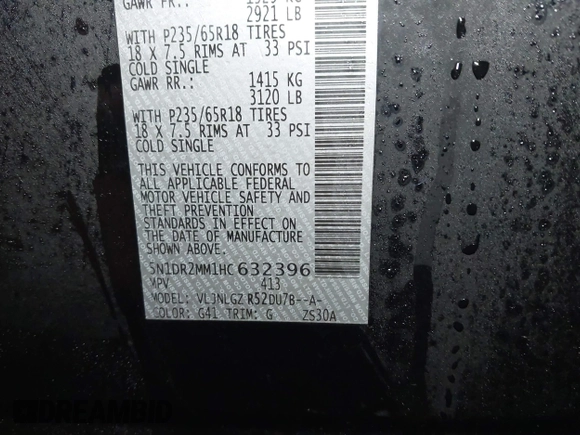 GAWR FR.:
2921 LB
WITH P235/65R18 TIRES
18 X 7.5 RIMS AT 33 PSI
COLD SINGLE
GAWR RR.: 1415 KG
3120 LB
WITH P235/65R18 TIRES
18 X 7.5 RIMS AT 33 PSI
COLD SINGLE
THIS VEHICLE CONFORMS TO
ALL APPLICABLE FEDERAL
MOTOR VEHICLE SAFETY AND
THEFT PREVENTION
STANDARDS IN EFFECT ON
THE DATE OF MANUFACTURE
SHOWN ABOVE.
5N1DR2MM1HC632396
MPV 413
MODEL: VL3NLGZ R52DU7B--A-
COLOR: G41 TRIM: G ZS30A
DREAMBID